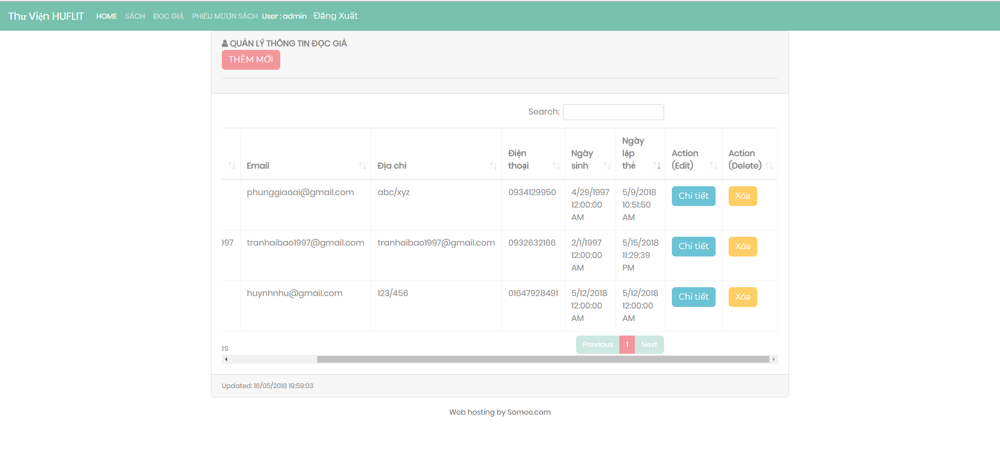 Thư Viện HUFLIT HOME SÁCH ĐỌC GIẢ PHIẾU MƯỢN SÁCH User : admin Đăng Xuất
QUẢN LÝ THÔNG TIN ĐỌC GIẢ
THÊM MỚI
Search:
Email Địa chỉ Điện thoại Ngày sinh Ngày lập thẻ Action (Edit) Action (Delete)
phunggiaoai@gmail.com abc/xyz 0934129950 4/29/1997 12:00:00 AM 5/9/2018 10:51:50 AM Chi tiết Xóa
997 tranhaibao1997@gmail.com tranhaibao1997@gmail.com 0932632166 2/1/1997 12:00:00 AM 5/15/2018 11:29:39 PM Chi tiết Xóa
huynhnhu@gmail.com 123/456 01647928491 5/12/2018 12:00:00 AM 5/12/2018 12:00:00 AM Chi tiết Xóa
es Previous 1 Next
Updated: 16/05/2018 19:59:03
Web hosting by Somee.com